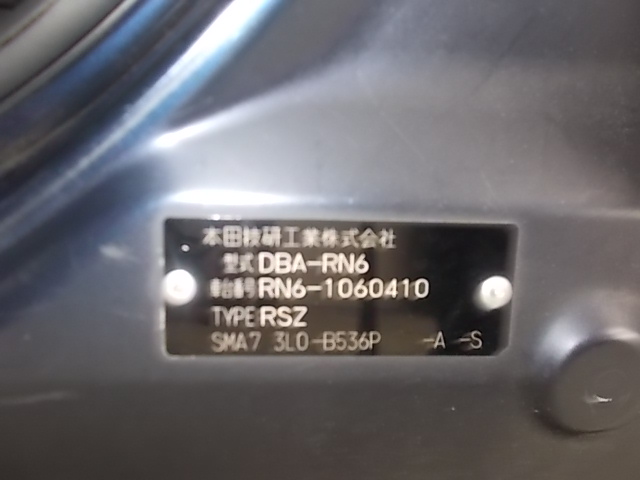 本田技研工業株式会社
型式 DBA-RN6
車台番号 RN6-1060410
TYPE RSZ
SMA7 3L0-B536P -A -S